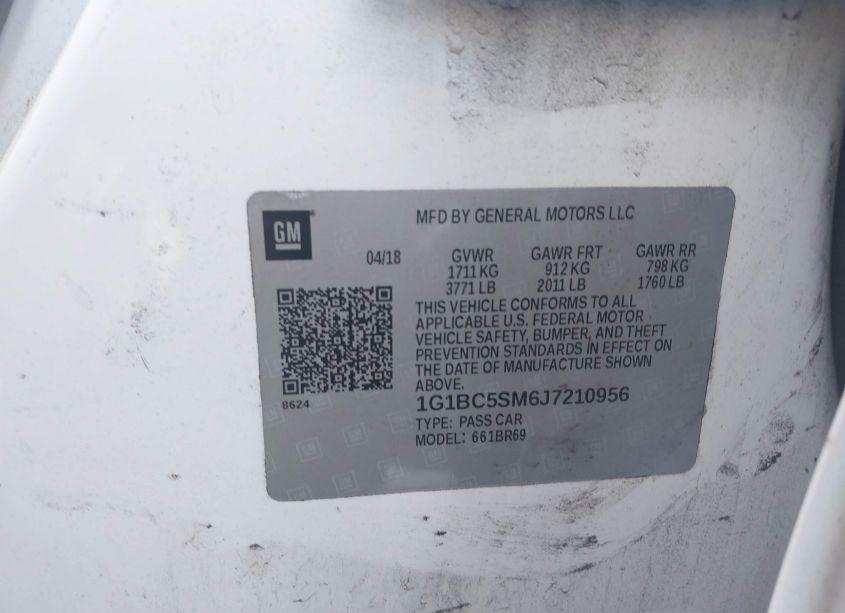 GM
MFD BY GENERAL MOTORS LLC
04/18
GVWR GAWR FRT GAWR RR
1711 KG 912 KG 798 KG
3771 LB 2011 LB 1760 LB
THIS VEHICLE CONFORMS TO ALL
APPLICABLE U.S. FEDERAL MOTOR
VEHICLE SAFETY, BUMPER, AND THEFT
PREVENTION STANDARDS IN EFFECT ON
THE DATE OF MANUFACTURE SHOWN
ABOVE.
8624
1G1BC5SM6J7210956
TYPE: PASS CAR
MODEL: 661BR69